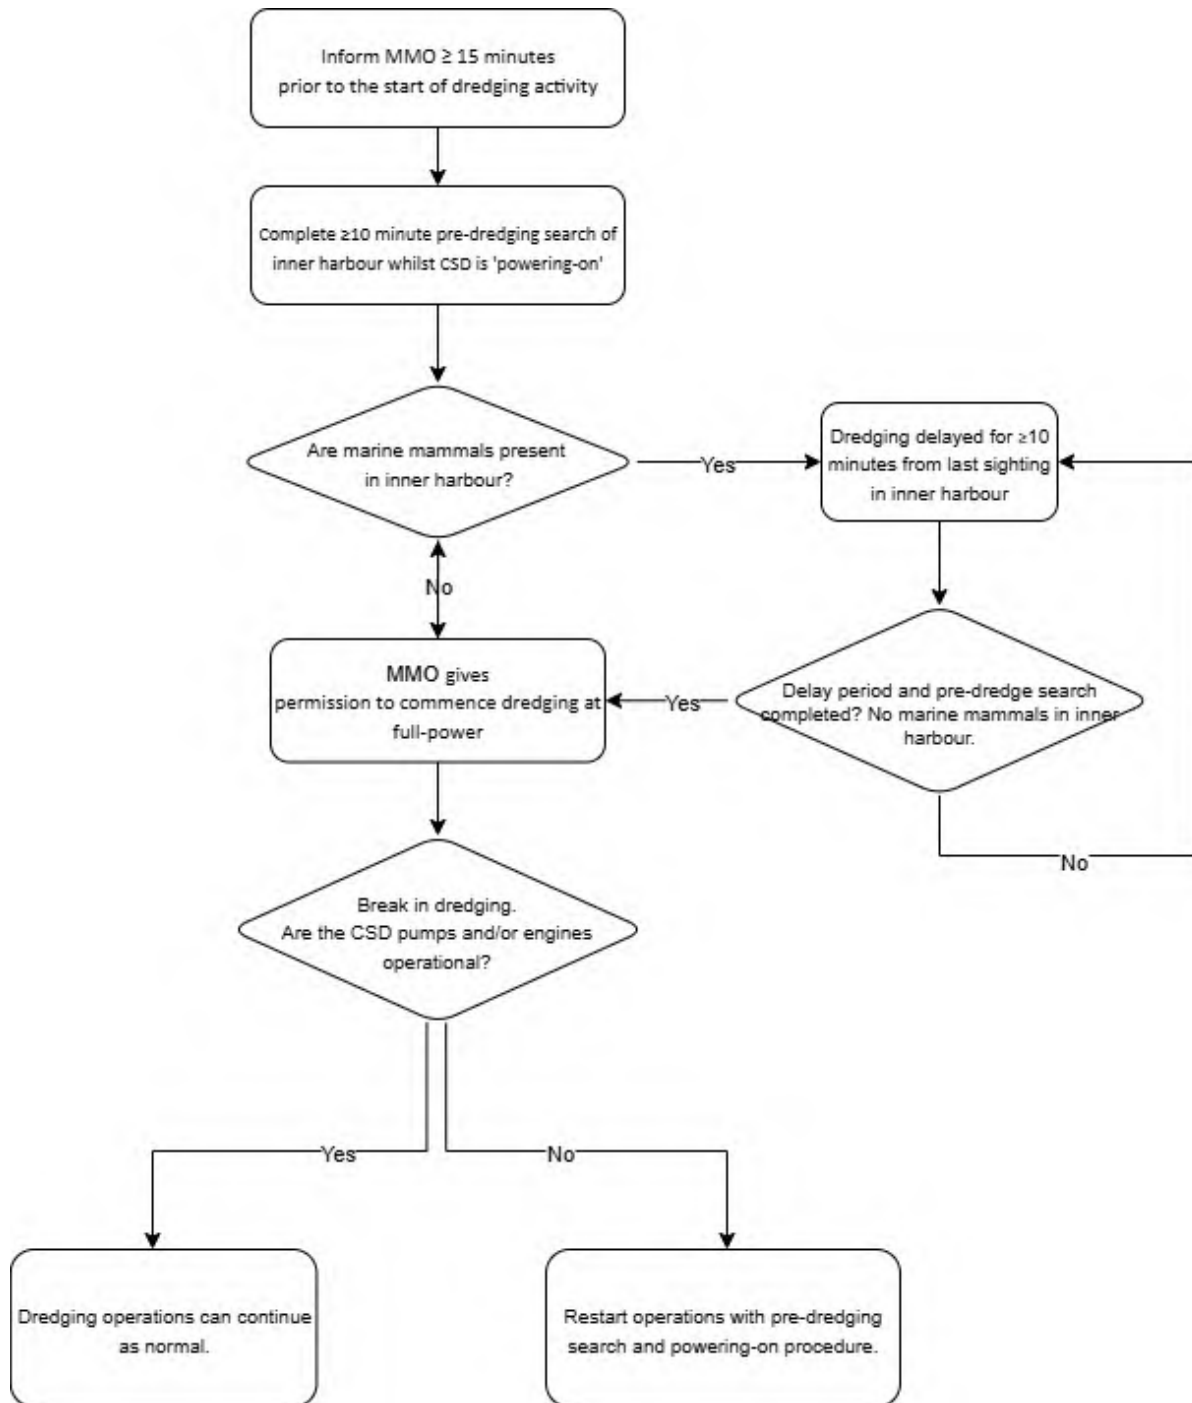 Inform MMO ≥ 15 minutes
prior to the start of dredging activity
Complete ≥10 minute pre-dredging search of
inner harbour whilst CSD is 'powering-on'
Are marine mammals present
in inner harbour?
Yes
Dredging delayed for ≥10
minutes from last sighting
in inner harbour
No
MMO gives
permission to commence dredging at
full-power
Yes
Delay period and pre-dredge search
completed? No marine mammals in inner
harbour.
No
Break in dredging.
Are the CSD pumps and/or engines
operational?
Yes
No
Dredging operations can continue
as normal.
Restart operations with pre-dredging
search and powering-on procedure.